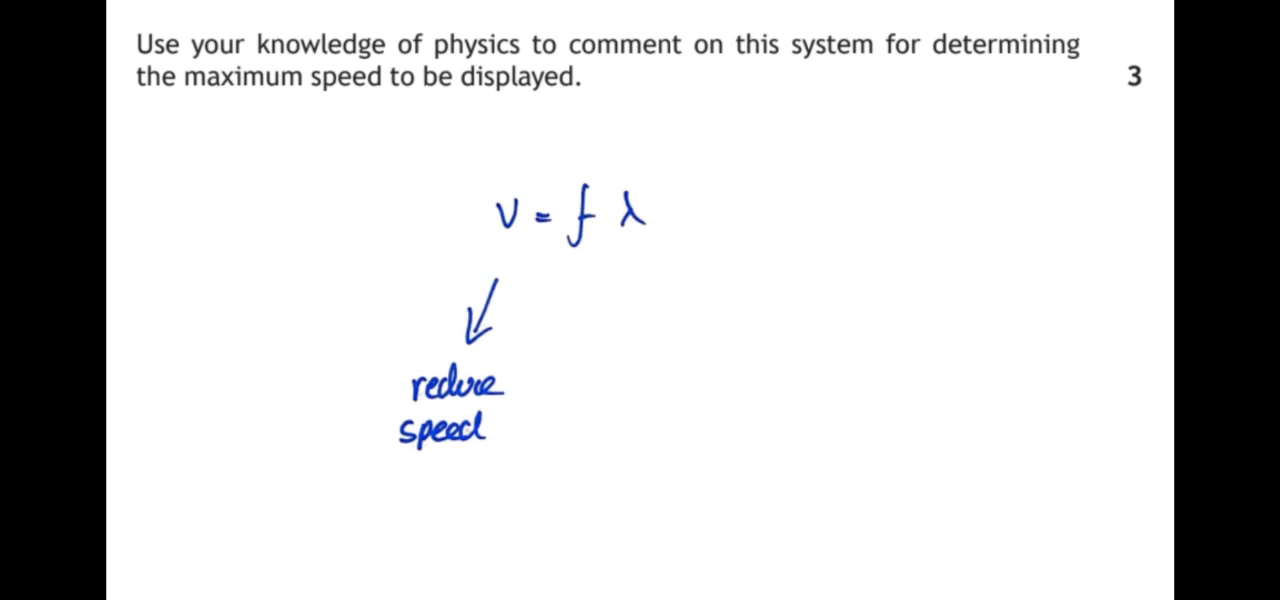 Use your knowledge of physics to comment on this system for determining
the maximum speed to be displayed. 3
v = f λ
reduce
speed